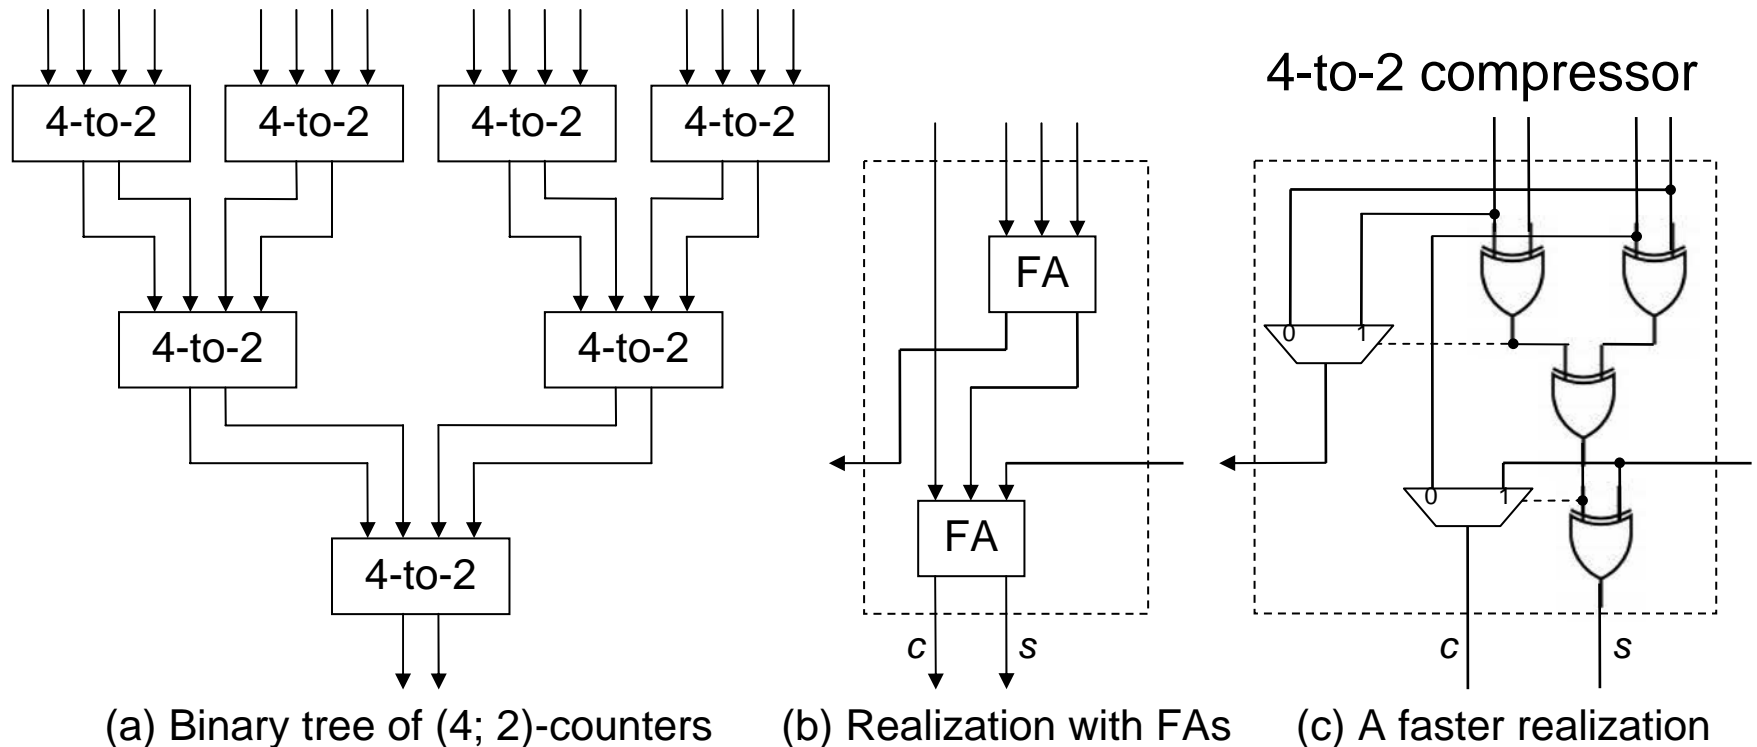 4-to-2 compressor
4-to-2 4-to-2 4-to-2 4-to-2
4-to-2 4-to-2
4-to-2
FA
FA
c s
0 1
0 1
c s
(a) Binary tree of (4; 2)-counters
(b) Realization with FAs
(c) A faster realization